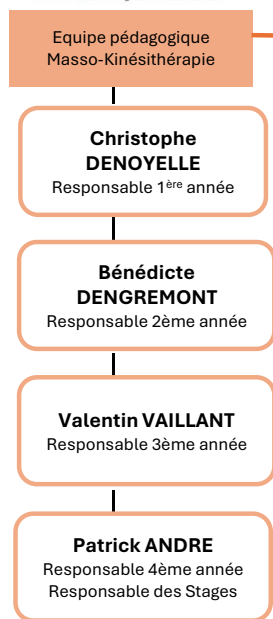 Equipe pédagogique
Masso-Kinésithérapie
Christophe
DENOYELLE
Responsable 1ère année
Bénédicte
DENGREMONT
Responsable 2ème année
Valentin VAILLANT
Responsable 3ème année
Patrick ANDRE
Responsable 4ème année
Responsable des Stages